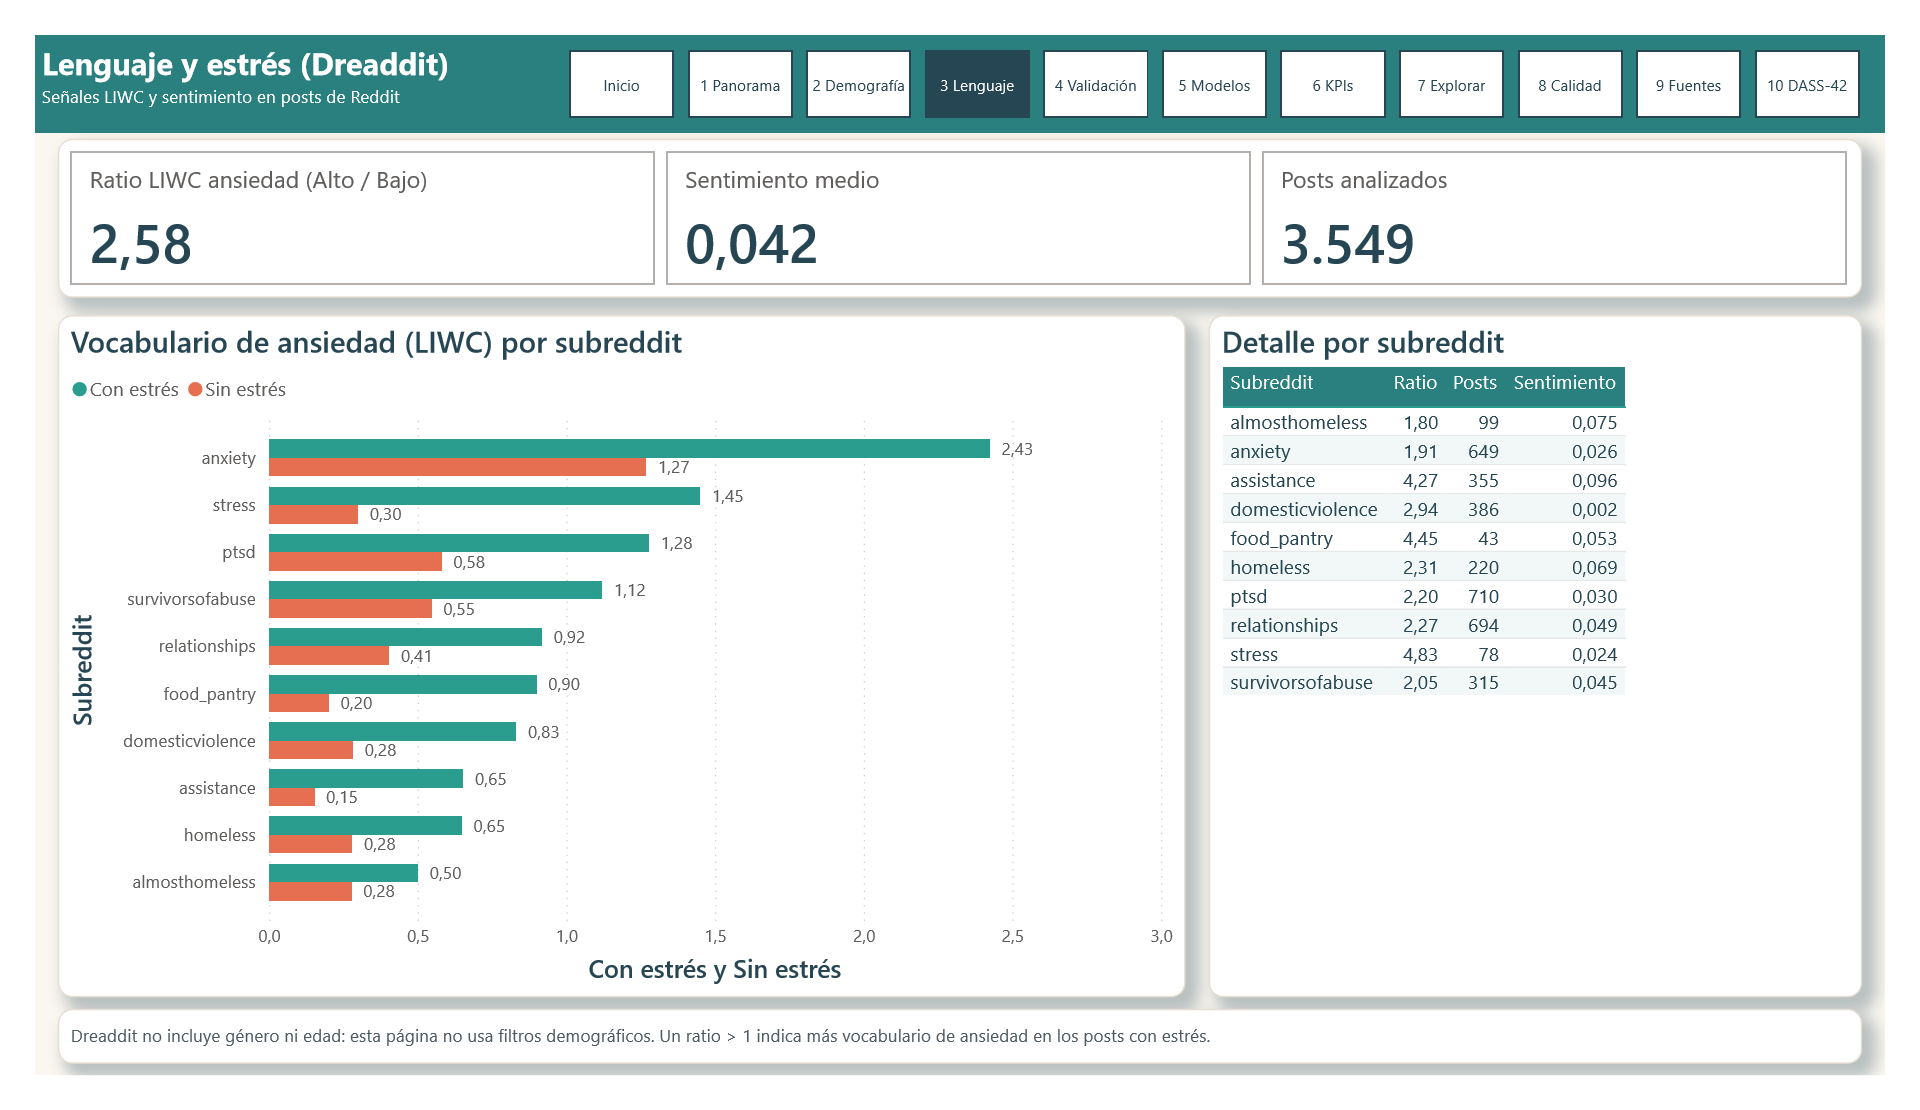 Lenguaje y estrés (Dreaddit)
Señales LIWC y sentimiento en posts de Reddit
Inicio
1 Panorama
2 Demografía
3 Lenguaje
4 Validación
5 Modelos
6 KPIs
7 Explorar
8 Calidad
9 Fuentes
10 DASS-42
Ratio LIWC ansiedad (Alto / Bajo)
2,58
Sentimiento medio
0,042
Posts analizados
3.549
Vocabulario de ansiedad (LIWC) por subreddit
Con estrés Sin estrés
Subreddit
anxiety 2,43
1,27
stress 1,45
0,30
ptsd 1,28
0,58
survivorsofabuse 1,12
0,55
relationships 0,92
0,41
food_pantry 0,90
0,20
domesticviolence 0,83
0,28
assistance 0,65
0,15
homeless 0,65
0,28
almosthomeless 0,50
0,28
0,0 0,5 1,0 1,5 2,0 2,5 3,0
Con estrés y Sin estrés
Detalle por subreddit
Subreddit Ratio Posts Sentimiento
almosthomeless 1,80 99 0,075
anxiety 1,91 649 0,026
assistance 4,27 355 0,096
domesticviolence 2,94 386 0,002
food_pantry 4,45 43 0,053
homeless 2,31 220 0,069
ptsd 2,20 710 0,030
relationships 2,27 694 0,049
stress 4,83 78 0,024
survivorsofabuse 2,05 315 0,045
Dreaddit no incluye género ni edad: esta página no usa filtros demográficos. Un ratio > 1 indica más vocabulario de ansiedad en los posts con estrés.